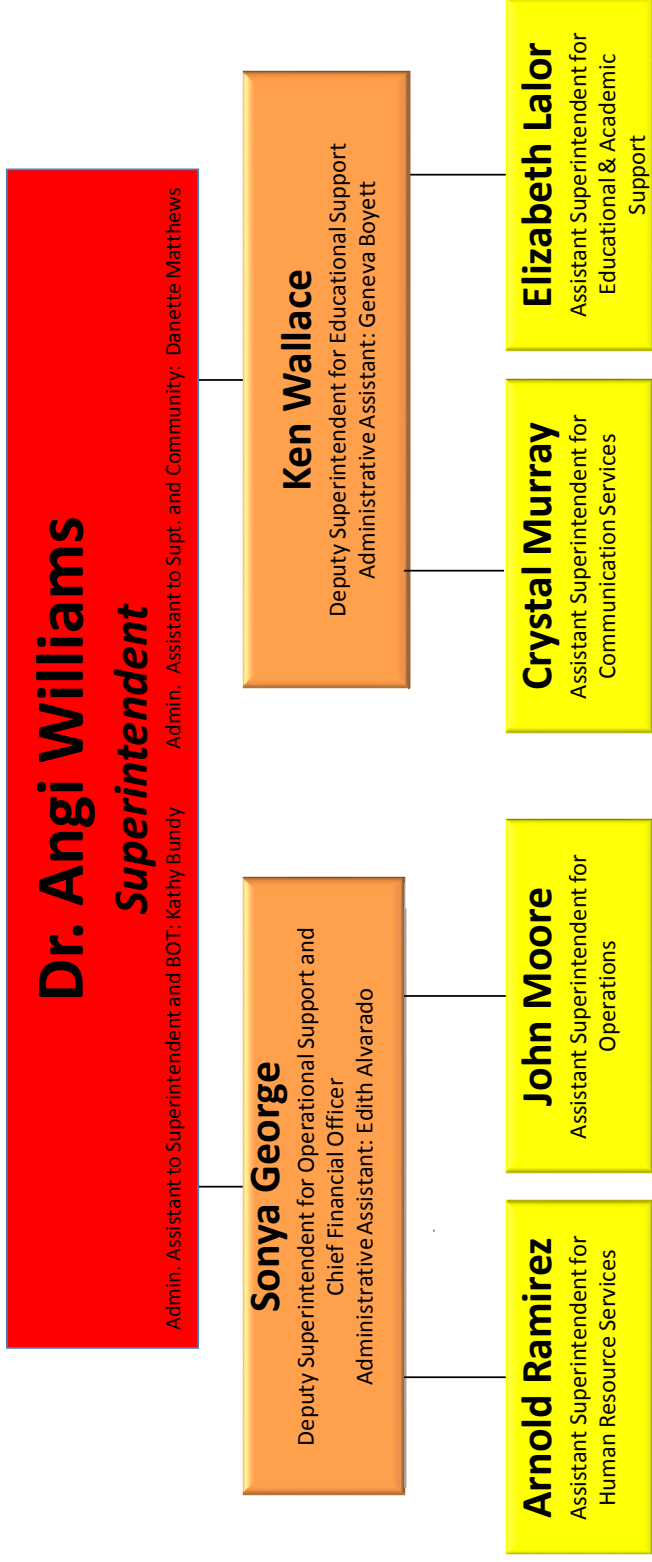 Dr. Angi Williams
Superintendent
Admin. Assistant to Superintendent and BOT: Kathy Bundy Admin. Assistant to Supt. and Community: Danette Matthews
Sonya George
Deputy Superintendent for Operational Support and
Chief Financial Officer
Administrative Assistant: Edith Alvarado
Ken Wallace
Deputy Superintendent for Educational Support
Administrative Assistant: Geneva Boyett
Arnold Ramirez
Assistant Superintendent for
Human Resource Services
John Moore
Assistant Superintendent for
Operations
Crystal Murray
Assistant Superintendent for
Communication Services
Elizabeth Lalor
Assistant Superintendent for
Educational & Academic
Support